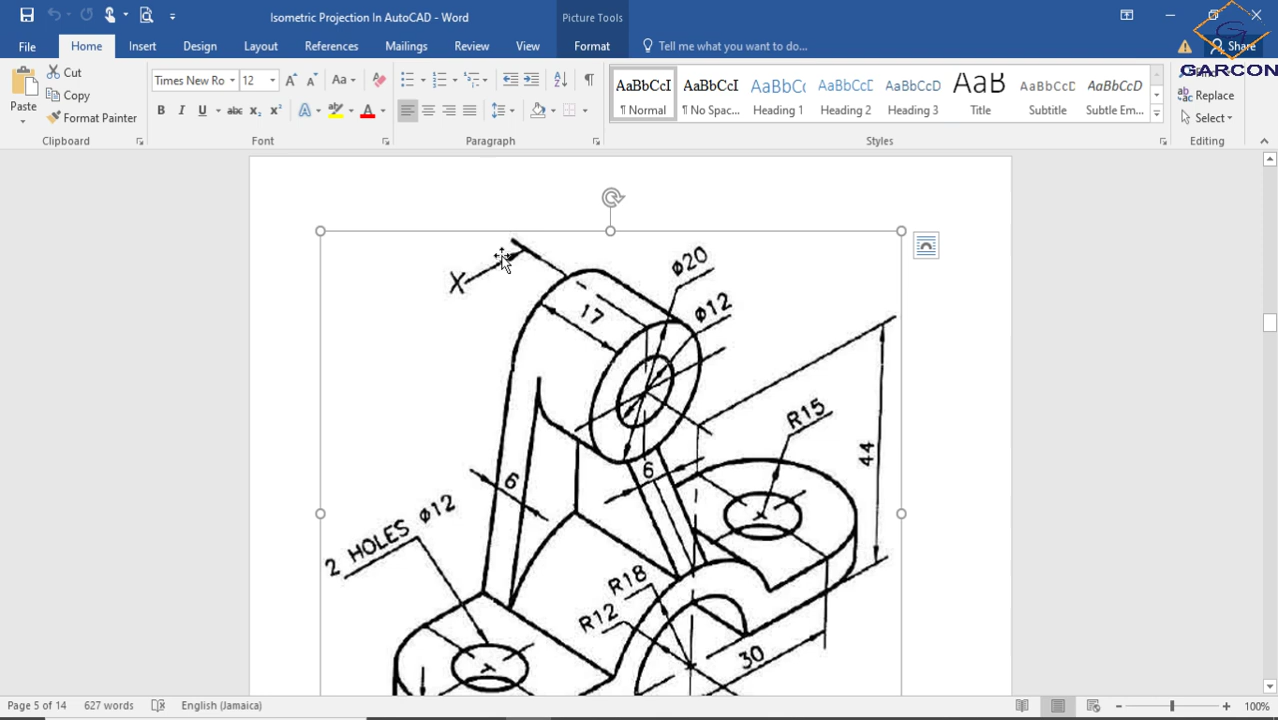 Isometric Projection In AutoCAD - Word
Picture Tools
GARCON
File
Home
Insert
Design
Layout
References
Mailings
Review
View
Format
Tell me what you want to do...
Share
Paste
Cut
Copy
Format Painter
Clipboard
Times New Ro
12
Font
Paragraph
AaBbCcI
¶ Normal
AaBbCcI
¶ No Spac...
AaBbCc
Heading 1
AaBbCcE
Heading 2
AaBbCcD
Heading 3
AaB
Title
AaBbCcD
Subtitle
AaBbCcD
Subtle Em...
Styles
Replace
Select
Editing
X
17
ø20
ø12
R15
44
6
6
2 HOLES ø12
R18
R12
30
Page 5 of 14
627 words
English (Jamaica)
100%